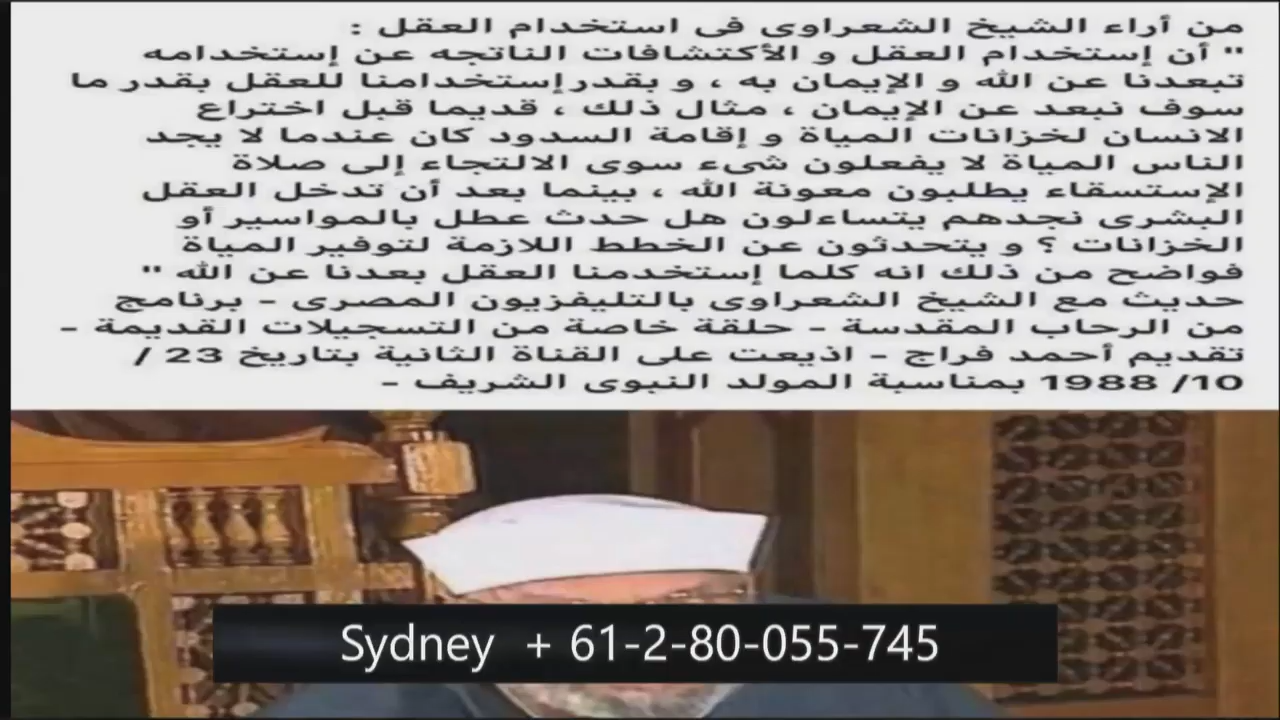 من أراء الشيخ الشعراوى فى استخدام العقل :
" أن إستخدام العقل و الأكتشافات الناتجه عن إستخدامه
تبعدنا عن الله و الإيمان به ، و بقدر إستخدامنا للعقل بقدر ما
سوف نبعد عن الإيمان ، مثال ذلك ، قديما قبل اختراع
الانسان لخزانات المياة و إقامة السدود كان عندما لا يجد
الناس المياة لا يفعلون شىء سوى الالتجاء إلى صلاة
الإستسقاء يطلبون معونة الله ، بينما بعد أن تدخل العقل
البشرى نجدهم يتساءلون هل حدث عطل بالمواسير أو
الخزانات ؟ و يتحدثون عن الخطط اللازمة لتوفير المياة
فواضح من ذلك انه كلما إستخدمنا العقل بعدنا عن الله "
حديث مع الشيخ الشعراوى بالتليفزيون المصرى - برنامج
من الرحاب المقدسة - حلقة خاصة من التسجيلات القديمة -
تقديم أحمد فراج - اذيعت على القناة الثانية بتاريخ 23 /
10/ 1988 بمناسبة المولد النبوى الشريف -
Sydney + 61-2-80-055-745